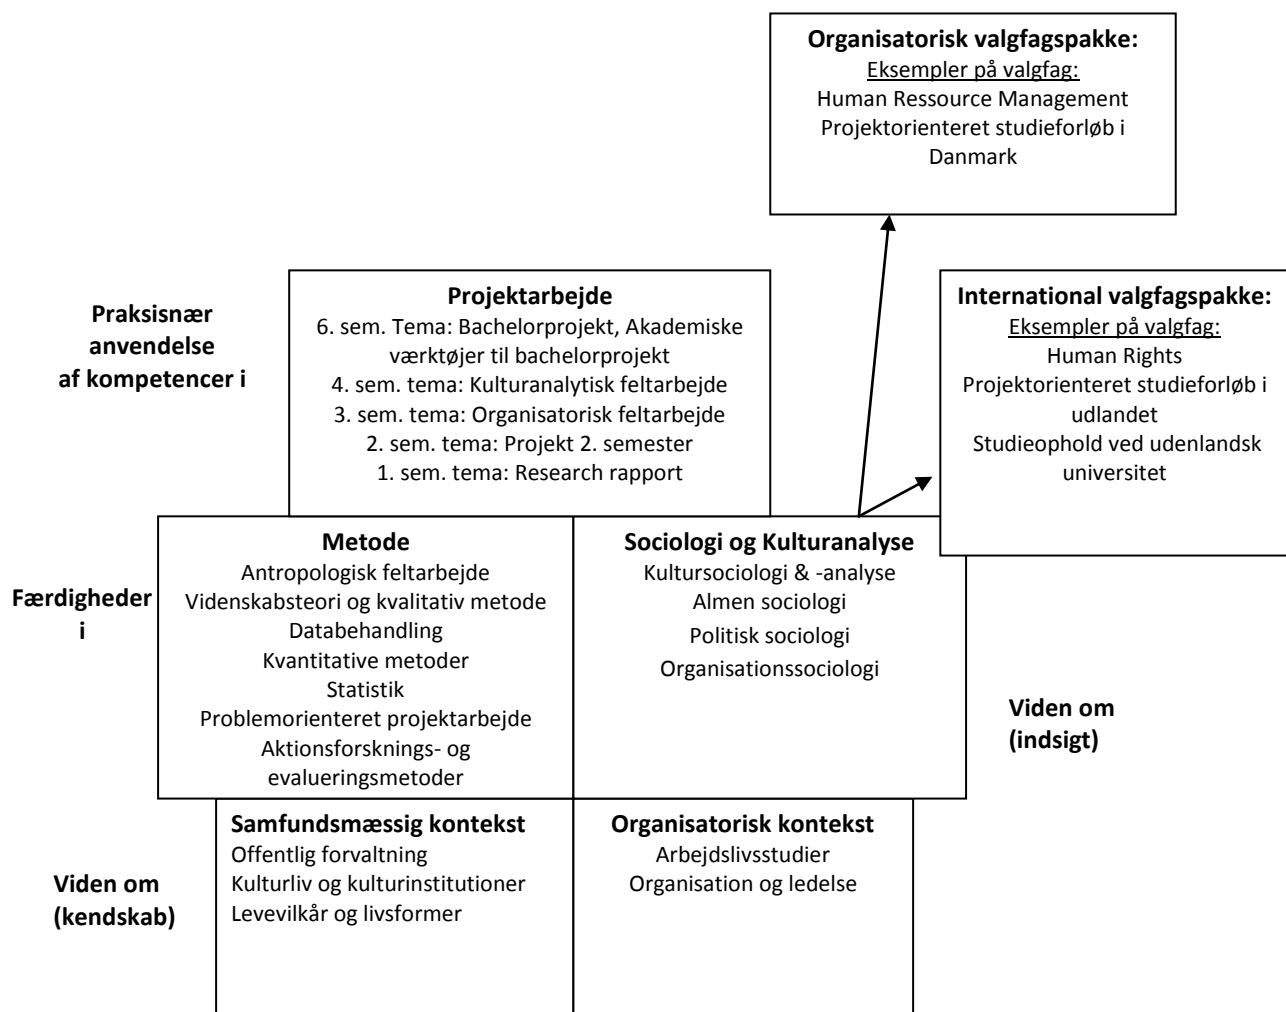 Organisatorisk valgfagspakke:
Eksempler på valgfag:
Human Ressource Management
Projektorienteret studieforløb i
Danmark
Praksisnær
anvendelse
af kompetencer i
Projektarbejde
6. sem. Tema: Bachelorprojekt, Akademiske
værktøjer til bachelorprojekt
4. sem. tema: Kulturanalytisk feltarbejde
3. sem. tema: Organisatorisk feltarbejde
2. sem. tema: Projekt 2. semester
1. sem. tema: Research rapport
International valgfagspakke:
Eksempler på valgfag:
Human Rights
Projektorienteret studieforløb i
udlandet
Studieophold ved udenlandsk
universitet
Færdigheder
i
Metode
Antropologisk feltarbejde
Videnskabsteori og kvalitativ metode
Databehandling
Kvantitative metoder
Statistik
Problemorienteret projektarbejde
Aktionsforsknings- og
evalueringsmetoder
Sociologi og Kulturanalyse
Kultursociologi & -analyse
Almen sociologi
Politisk sociologi
Organisationssociologi
Viden om
(indsigt)
Viden om
(kendskab)
Samfundsmæssig kontekst
Offentlig forvaltning
Kulturliv og kulturinstitutioner
Levevilkår og livsformer
Organisatorisk kontekst
Arbejdslivsstudier
Organisation og ledelse